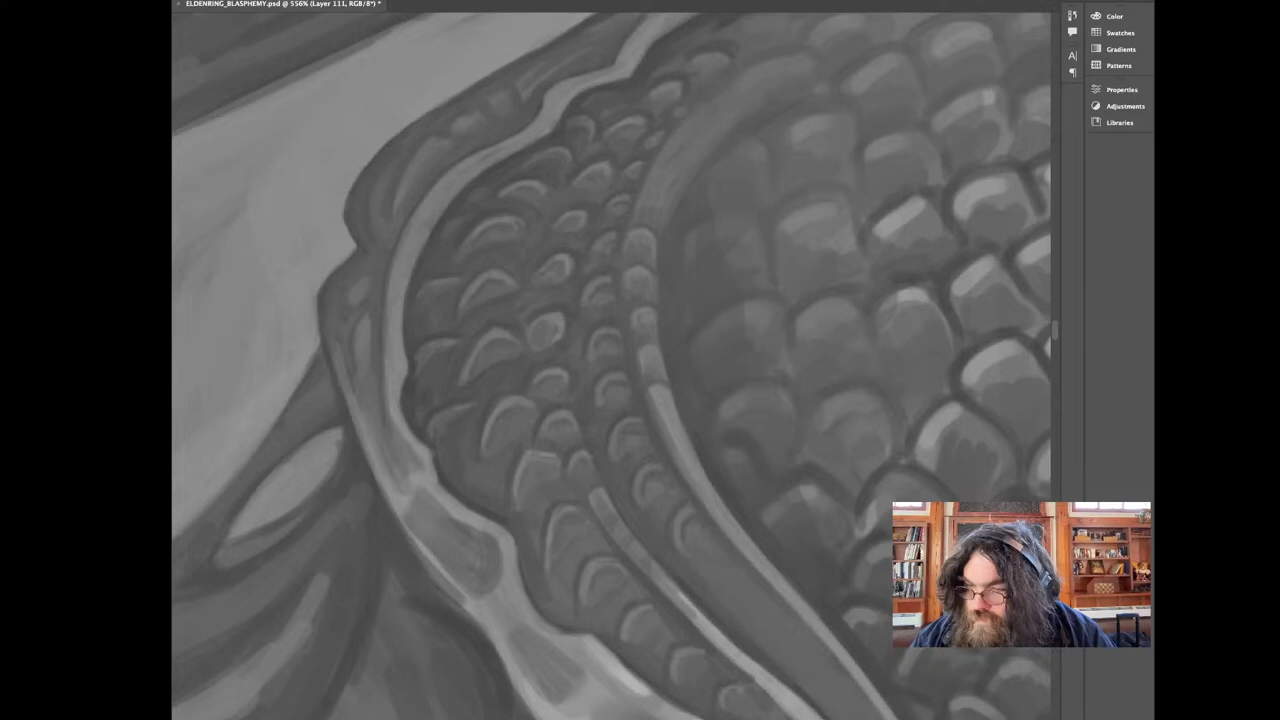 × ELDENRING_BLASPHEMY.psd @ 556% (Layer 111, RGB/8*) *
Color
Swatches
Gradients
Patterns
Properties
Adjustments
Libraries